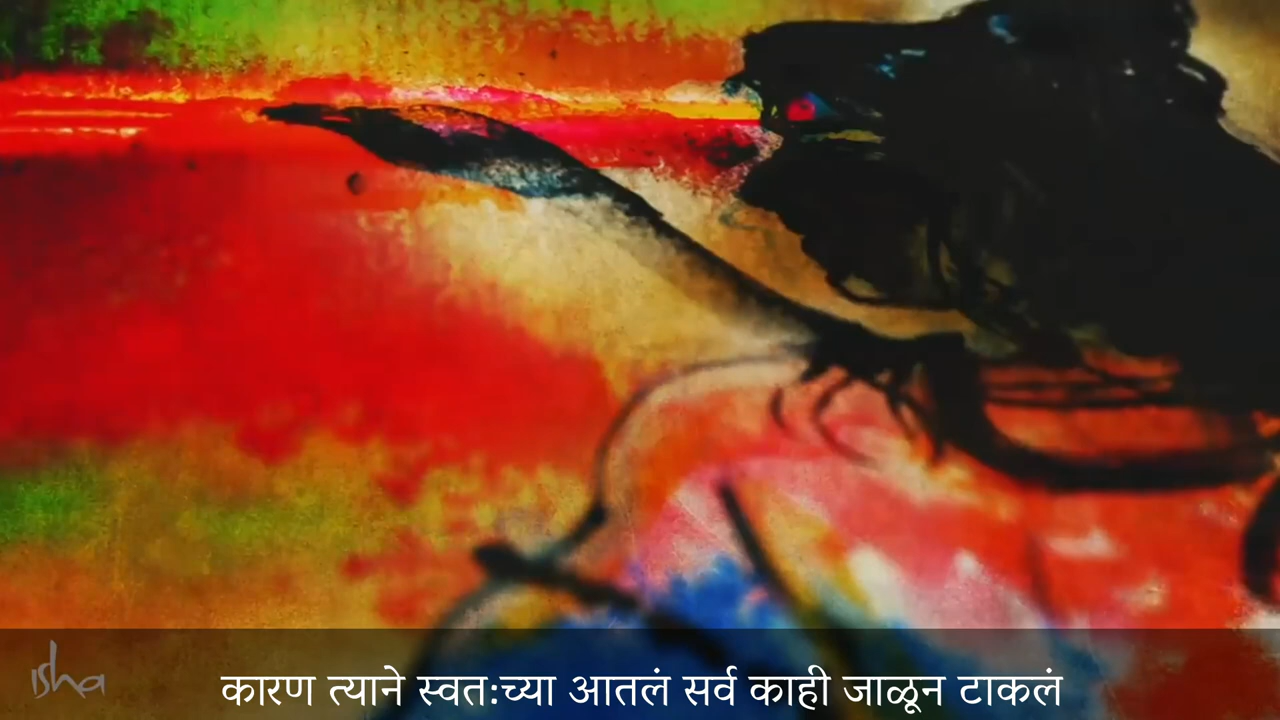 isha
कारण त्याने स्वतःच्या आतलं सर्व काही जाळून टाकलं